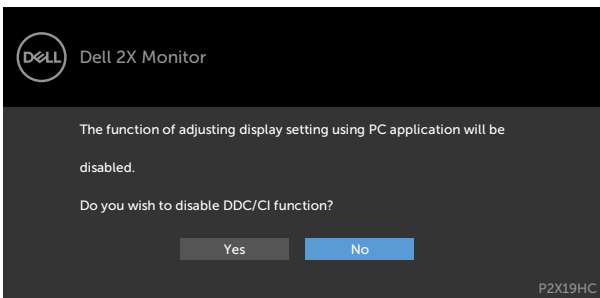 DELL
Dell 2X Monitor
The function of adjusting display setting using PC application will be
disabled.
Do you wish to disable DDC/CI function?
Yes
No
P2X19HC